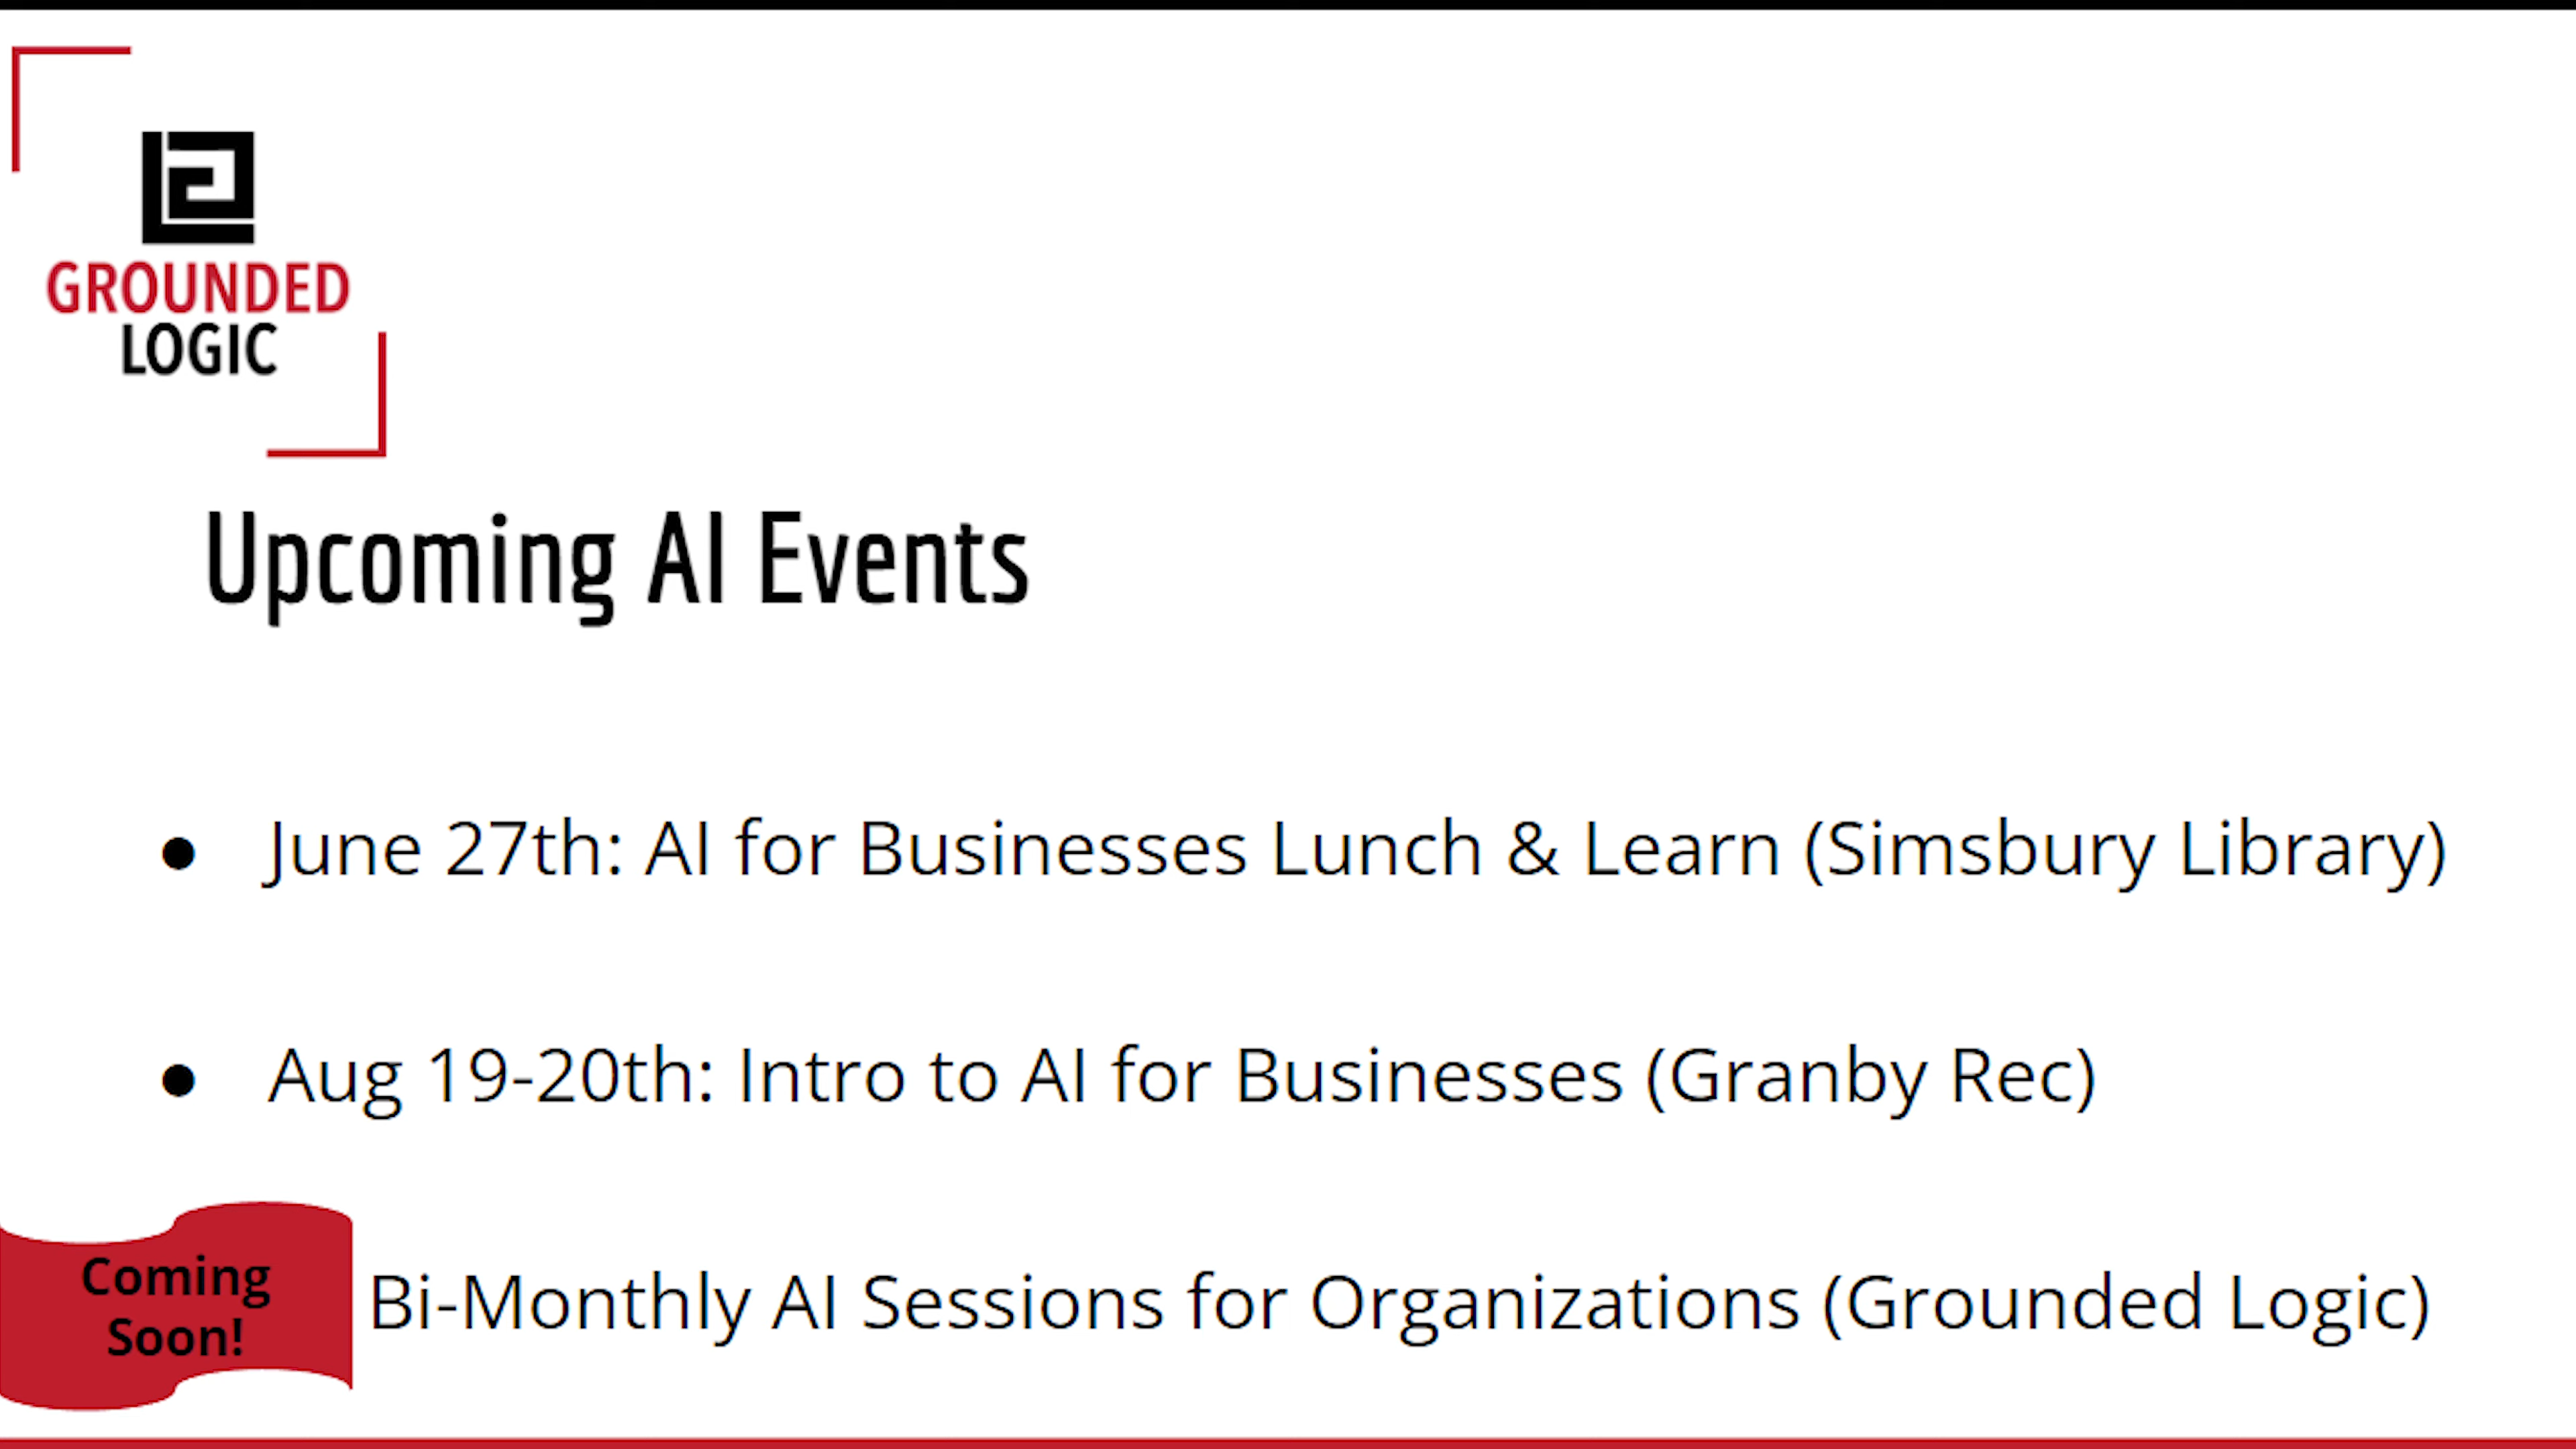 GROUNDED
LOGIC
Upcoming AI Events
● June 27th: AI for Businesses Lunch & Learn (Simsbury Library)
● Aug 19-20th: Intro to AI for Businesses (Granby Rec)
Coming
Soon!
Bi-Monthly AI Sessions for Organizations (Grounded Logic)